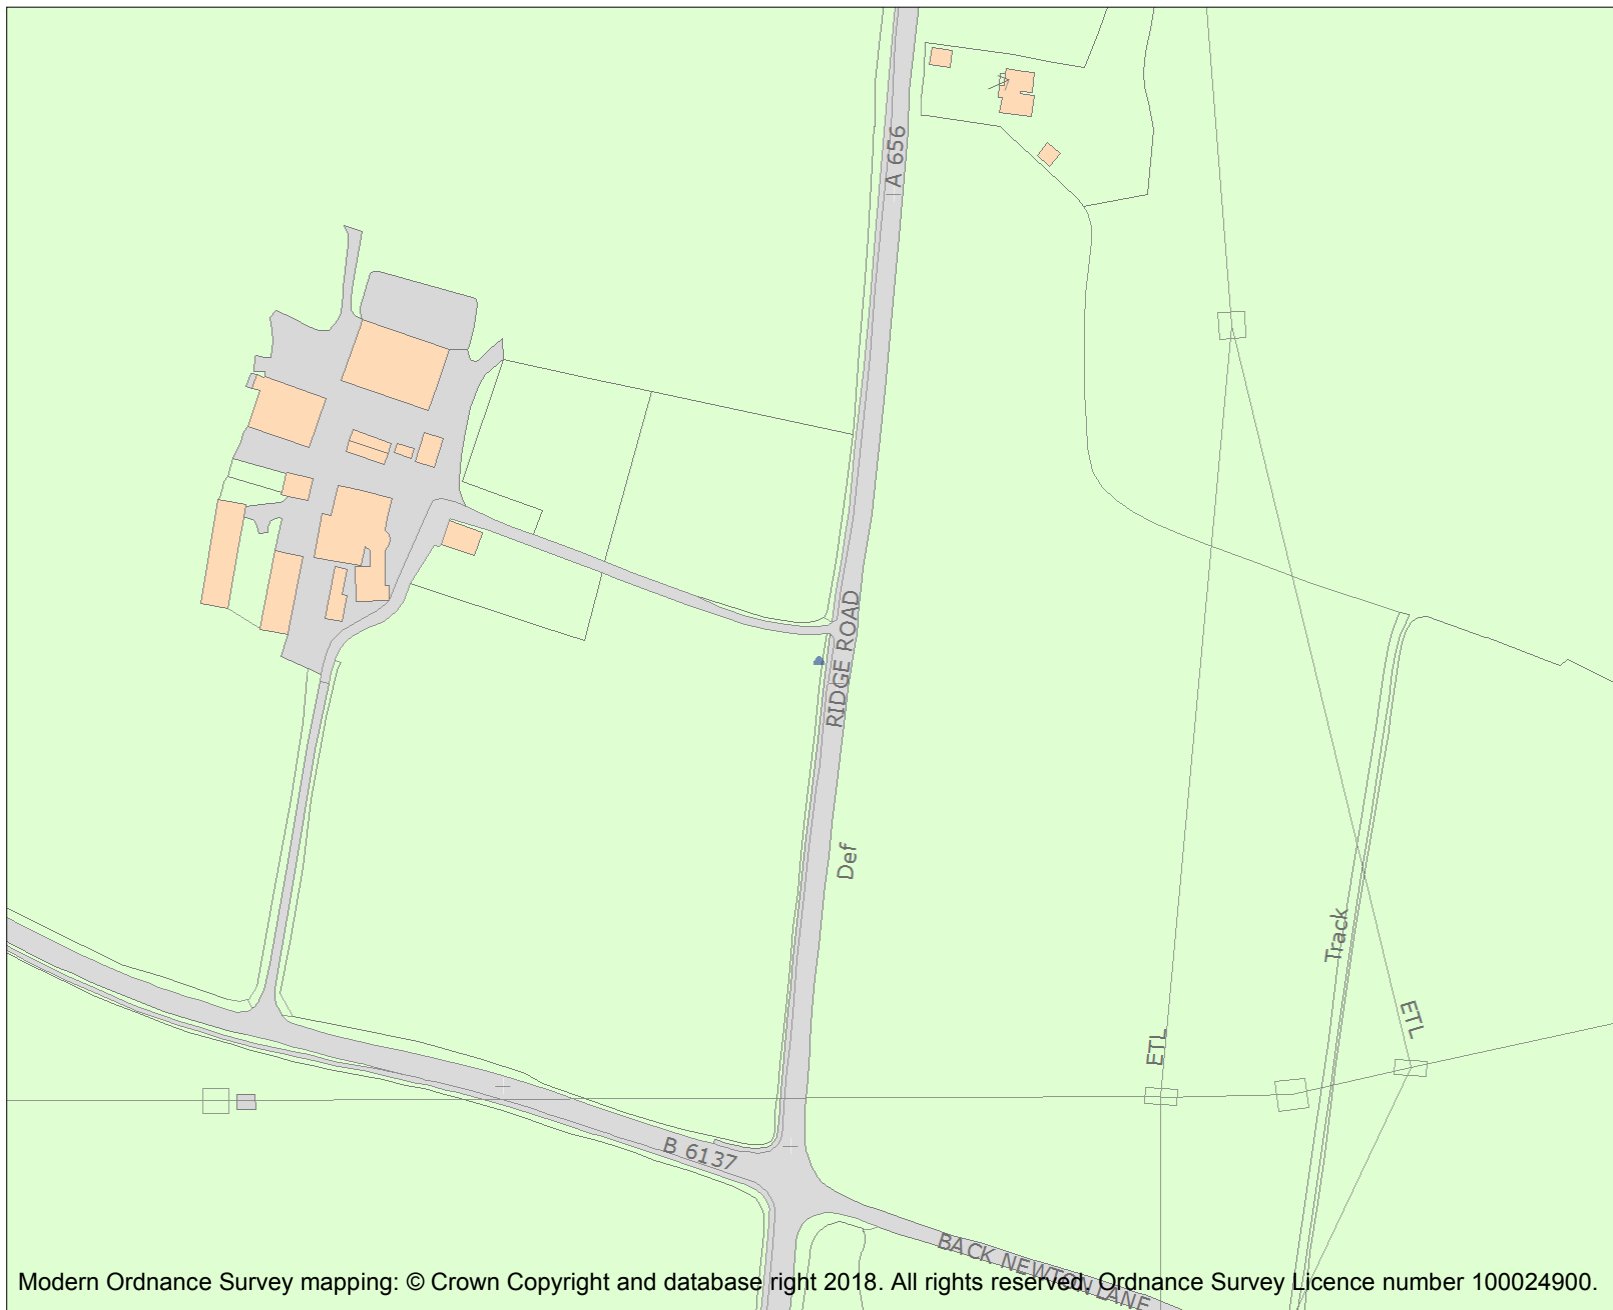 A 656
RIDGE ROAD
Def
Track
ETL
ETL
B 6137
BACK NEWTON LANE
Modern Ordnance Survey mapping: © Crown Copyright and database right 2018. All rights reserved. Ordnance Survey Licence number 100024900.